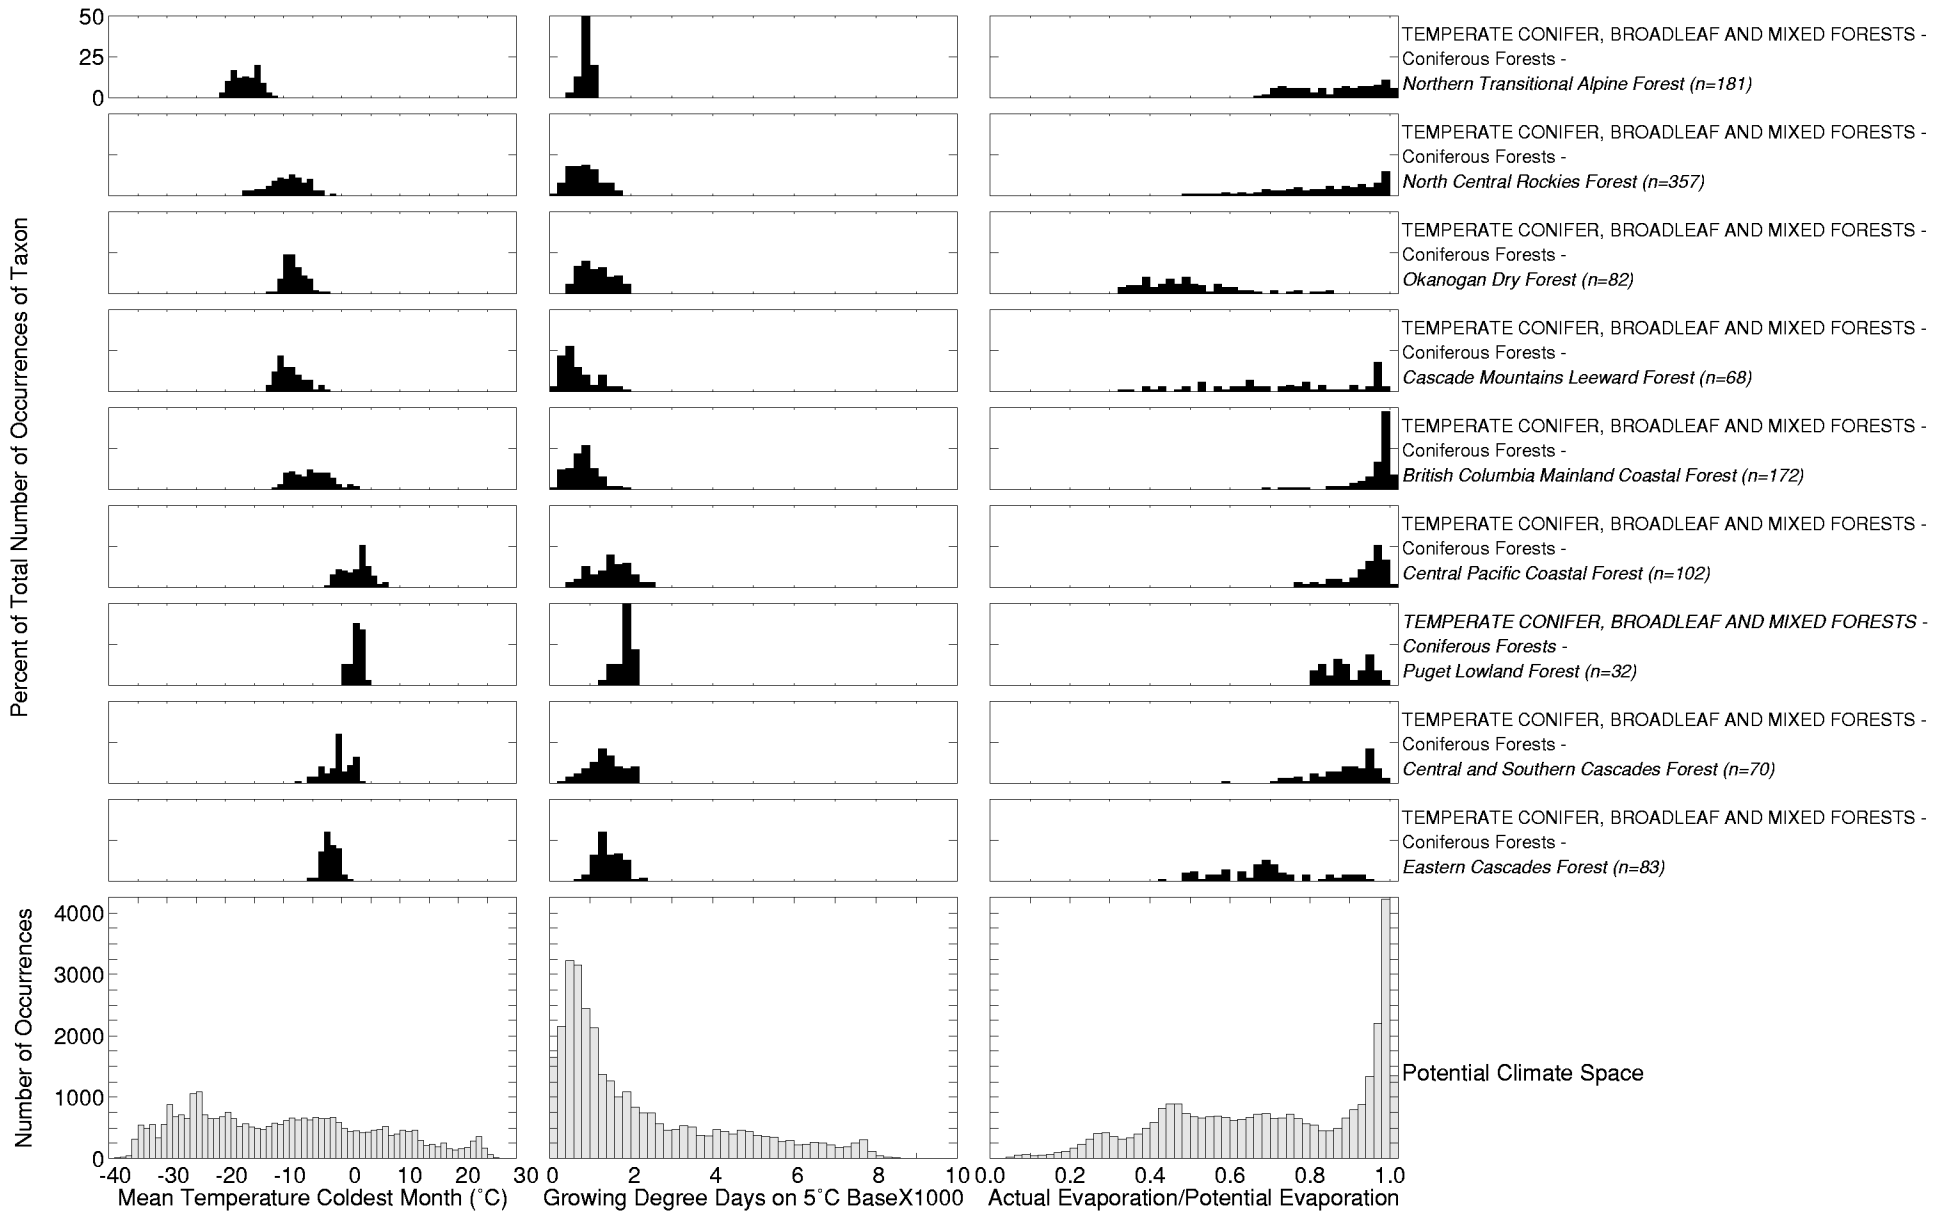 50
25
0
TEMPERATE CONIFER, BROADLEAF AND MIXED FORESTS -
Coniferous Forests -
Northern Transitional Alpine Forest (n=181)
TEMPERATE CONIFER, BROADLEAF AND MIXED FORESTS -
Coniferous Forests -
North Central Rockies Forest (n=357)
TEMPERATE CONIFER, BROADLEAF AND MIXED FORESTS -
Coniferous Forests -
Okanogan Dry Forest (n=82)
TEMPERATE CONIFER, BROADLEAF AND MIXED FORESTS -
Coniferous Forests -
Cascade Mountains Leeward Forest (n=68)
TEMPERATE CONIFER, BROADLEAF AND MIXED FORESTS -
Coniferous Forests -
British Columbia Mainland Coastal Forest (n=172)
TEMPERATE CONIFER, BROADLEAF AND MIXED FORESTS -
Coniferous Forests -
Central Pacific Coastal Forest (n=102)
TEMPERATE CONIFER, BROADLEAF AND MIXED FORESTS -
Coniferous Forests -
Puget Lowland Forest (n=32)
TEMPERATE CONIFER, BROADLEAF AND MIXED FORESTS -
Coniferous Forests -
Central and Southern Cascades Forest (n=70)
TEMPERATE CONIFER, BROADLEAF AND MIXED FORESTS -
Coniferous Forests -
Eastern Cascades Forest (n=83)
Percent of Total Number of Occurrences of Taxon
Number of Occurrences
4000
3000
2000
1000
0
Potential Climate Space
-40 -30 -20 -10 0 10 20 30
Mean Temperature Coldest Month (˚C)
0 2 4 6 8 10
Growing Degree Days on 5˚C BaseX1000
0.0 0.2 0.4 0.6 0.8 1.0
Actual Evaporation/Potential Evaporation